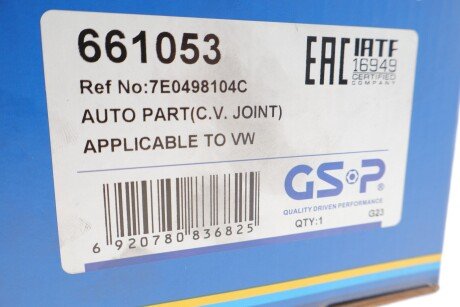 661053
Ref No:7E0498104C
AUTO PART(C.V. JOINT)
APPLICABLE TO VW
EAC
IATF
16949
CERTIFIED
COMPANY
GSP®
QUALITY DRIVEN PERFORMANCE
QTY:1 G23
6 920780 836825